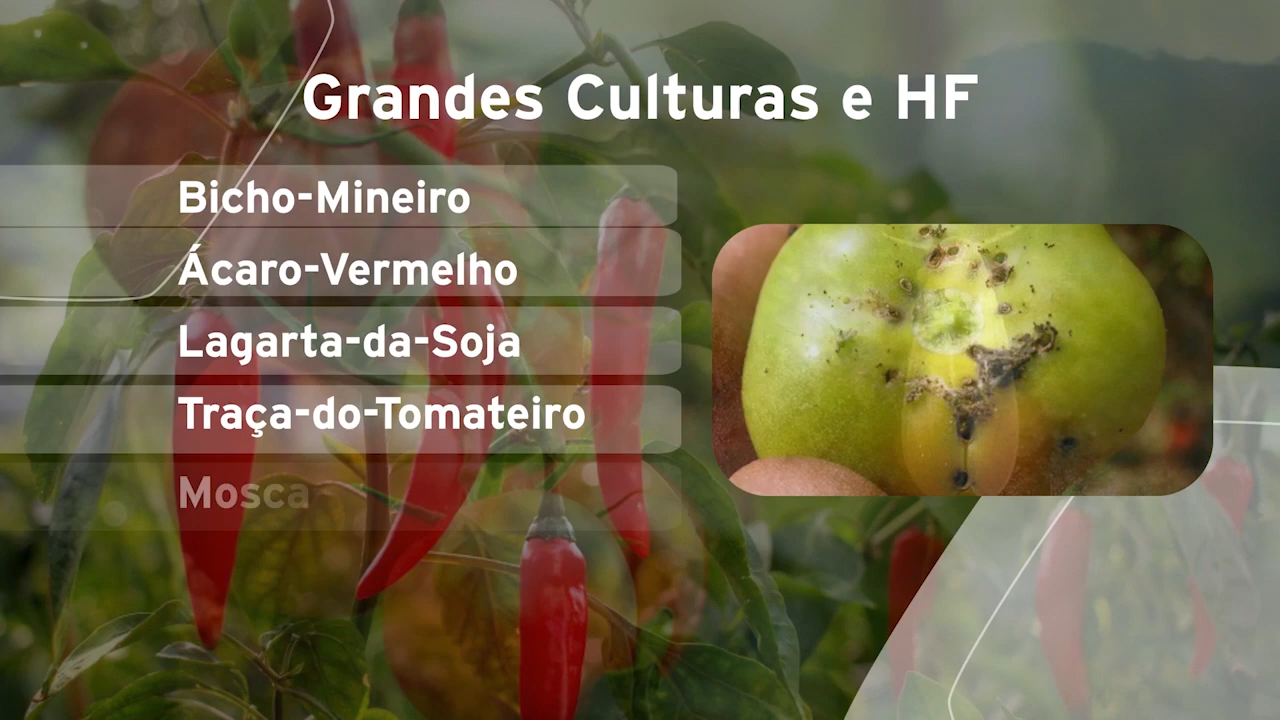 Grandes Culturas e HF
Bicho-Mineiro
Ácaro-Vermelho
Lagarta-da-Soja
Traça-do-Tomateiro
Mosca-